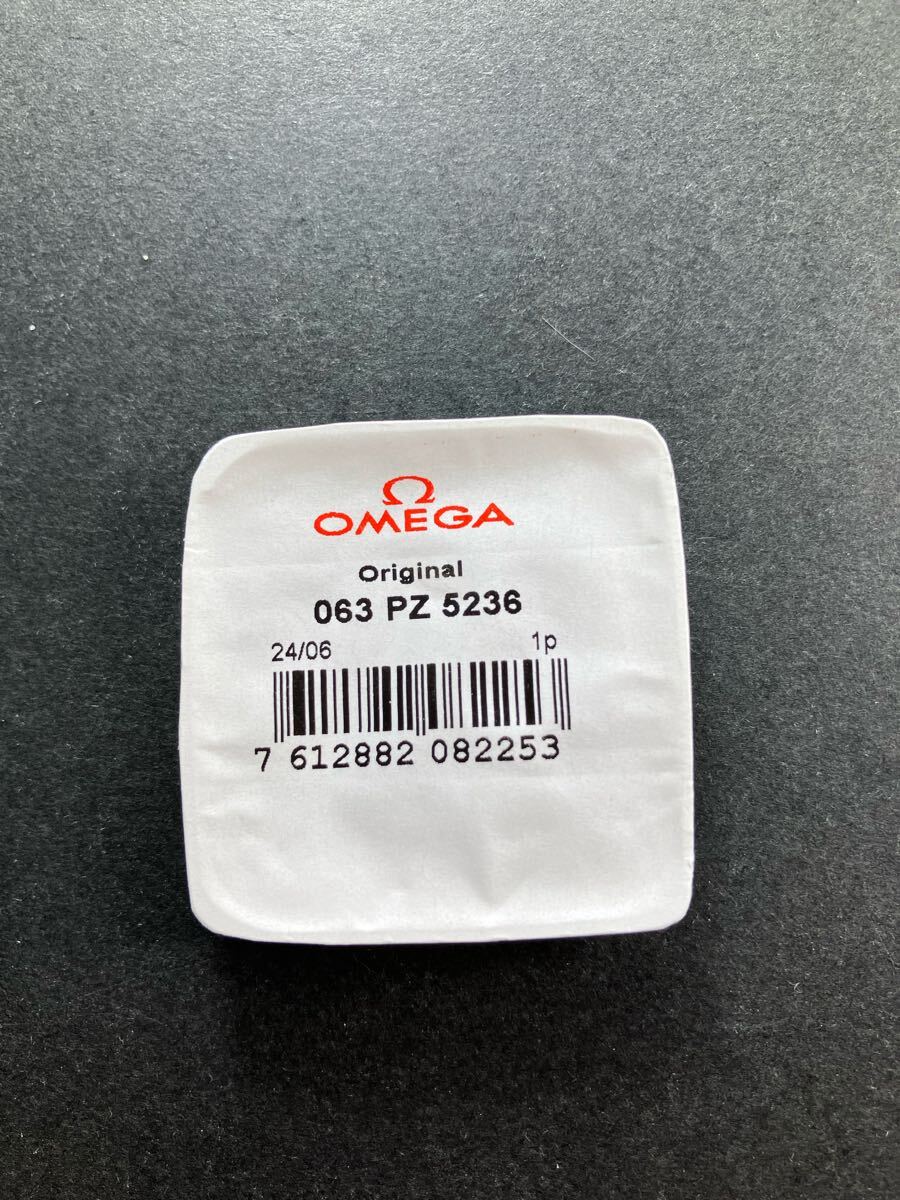 Ω
OMEGA
Original
063 PZ 5236
24/06 1p
7 612882 082253